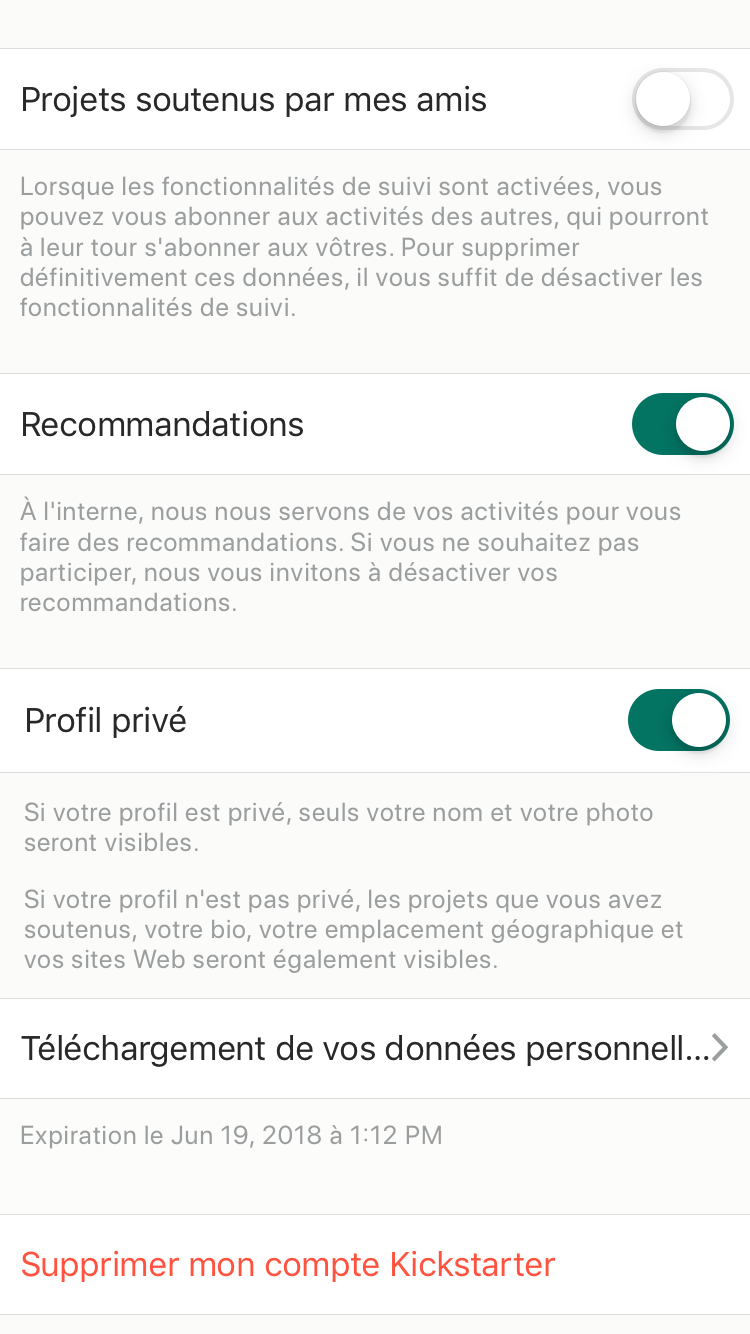 Projets soutenus par mes amis
Lorsque les fonctionnalités de suivi sont activées, vous
pouvez vous abonner aux activités des autres, qui pourront
à leur tour s'abonner aux vôtres. Pour supprimer
définitivement ces données, il vous suffit de désactiver les
fonctionnalités de suivi.
Recommandations
À l'interne, nous nous servons de vos activités pour vous
faire des recommandations. Si vous ne souhaitez pas
participer, nous vous invitons à désactiver vos
recommandations.
Profil privé
Si votre profil est privé, seuls votre nom et votre photo
seront visibles.
Si votre profil n'est pas privé, les projets que vous avez
soutenus, votre bio, votre emplacement géographique et
vos sites Web seront également visibles.
Téléchargement de vos données personnell...
Expiration le Jun 19, 2018 à 1:12 PM
Supprimer mon compte Kickstarter